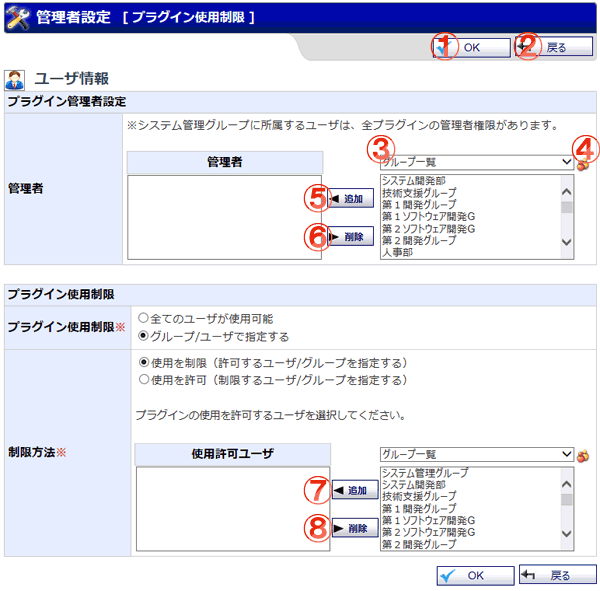 管理者設定 [ プラグイン使用制限 ]
① OK ② 戻る
ユーザ情報
プラグイン管理者設定
※システム管理グループに所属するユーザは、全プラグインの管理者権限があります。
③ ④
管理者 グループ一覧
管理者
⑤ 追加
⑥ 削除
システム開発部
技術支援グループ
第1開発グループ
第1ソフトウェア開発G
第2ソフトウェア開発G
第2開発グループ
人事部
プラグイン使用制限
プラグイン使用制限※
全てのユーザが使用可能
グループ/ユーザで指定する
制限方法※
使用を制限（許可するユーザ/グループを指定する）
使用を許可（制限するユーザ/グループを指定する）
プラグインの使用を許可するユーザを選択してください。
使用許可ユーザ グループ一覧
⑦ 追加
⑧ 削除
システム管理グループ
システム開発部
技術支援グループ
第1開発グループ
第1ソフトウェア開発G
第2ソフトウェア開発G
第2開発グループ
OK 戻る